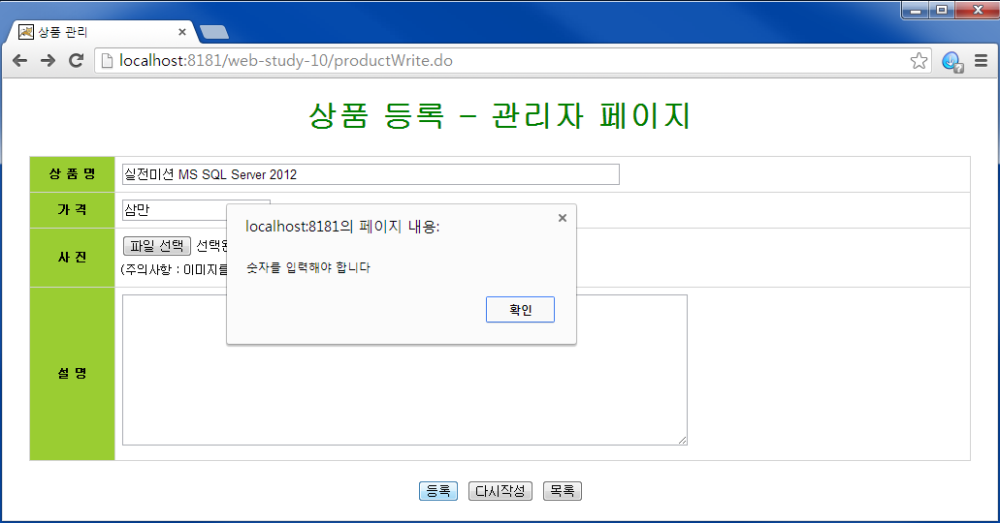 상품 관리
localhost:8181/web-study-10/productWrite.do
상품 등록 – 관리자 페이지
상 품 명
실전미션 MS SQL Server 2012
가 격
삼만
localhost:8181의 페이지 내용:
숫자를 입력해야 합니다
확인
사 진
파일 선택
(주의사항 : 이미지를
설 명
등록 다시작성 목록